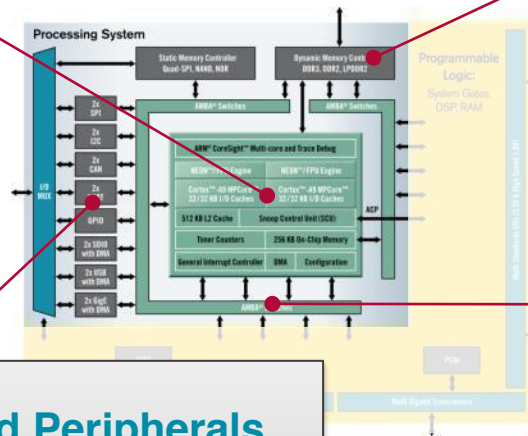 Processing System
Static Memory Controller
Quad-SPI, NAND, NOR
Dynamic Memory
DDR3, DDR2, LPDDR2
Programmable
Logic:
System Gates,
DSP, RAM
AMBA® Switches
AMBA® Switches
2x
SPI
2x
I2C
2x
CAN
2x
GPIO
2x SDIO
with DMA
2x USB
with DMA
2x GigE
with DMA
I/O
MUX
ARM® CoreSight™ Multi-core and Trace Debug
NEON™/FPU Engine
NEON™/FPU Engine
Cortex™-A9 MPCore
32/32 KB I/D Caches
Cortex™-A9 MPCore™
32/32 KB I/D Caches
512 KB L2 Cache
Snoop Control Unit (SCU)
Timer Counters
256 KB On-Chip Memory
General Interrupt Controller
DMA
Configuration
ACP
AMBA®
PCIe
Multi Gigabit Transceivers
d Peripherals